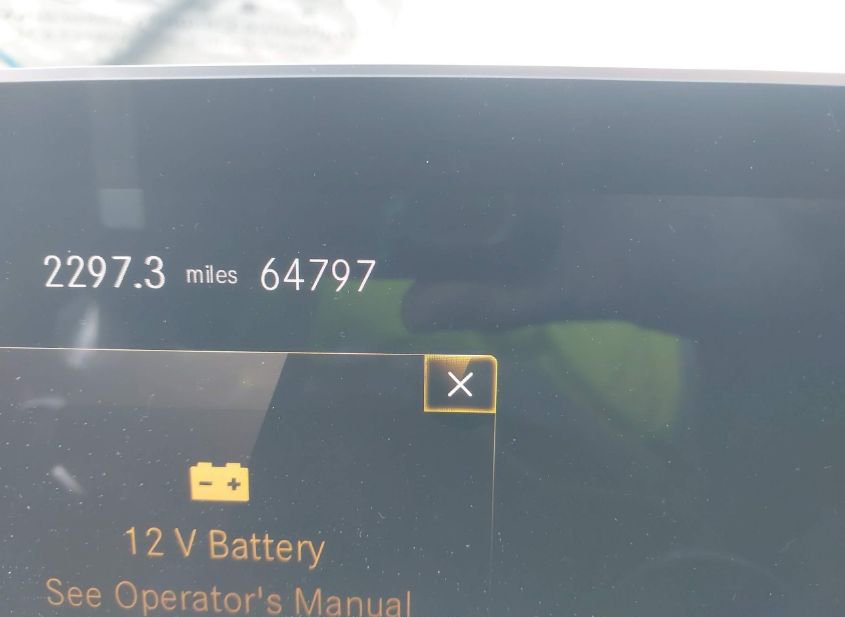 2297.3 miles 64797
12 V Battery
See Operator's Manual